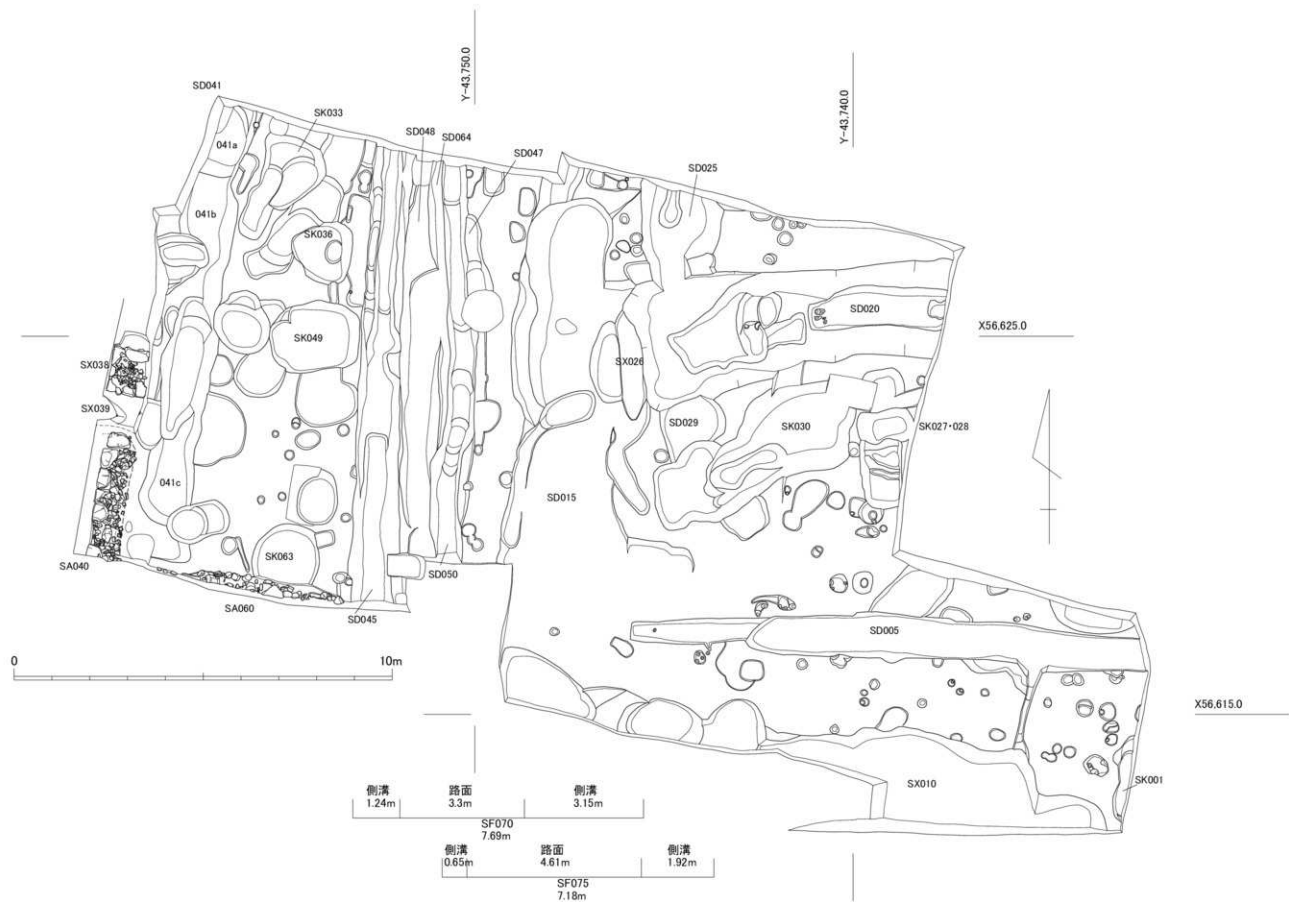 Y-43,750.0
Y-43,740.0
SD041
SK033
SD048
SD064
SD047
SD025
041a
041b
SK036
SD020
X56,625.0
SK049
SX026
SX038
SX039
SD029
SK030
SK027・028
041c
SD015
SK063
SA040
SD050
SA060
SD045
SD005
0
10m
X56,615.0
SX010
SK001
側溝
1.24m
路面
3.3m
側溝
3.15m
SF070
7.69m
側溝
0.65m
路面
4.61m
側溝
1.92m
SF075
7.18m